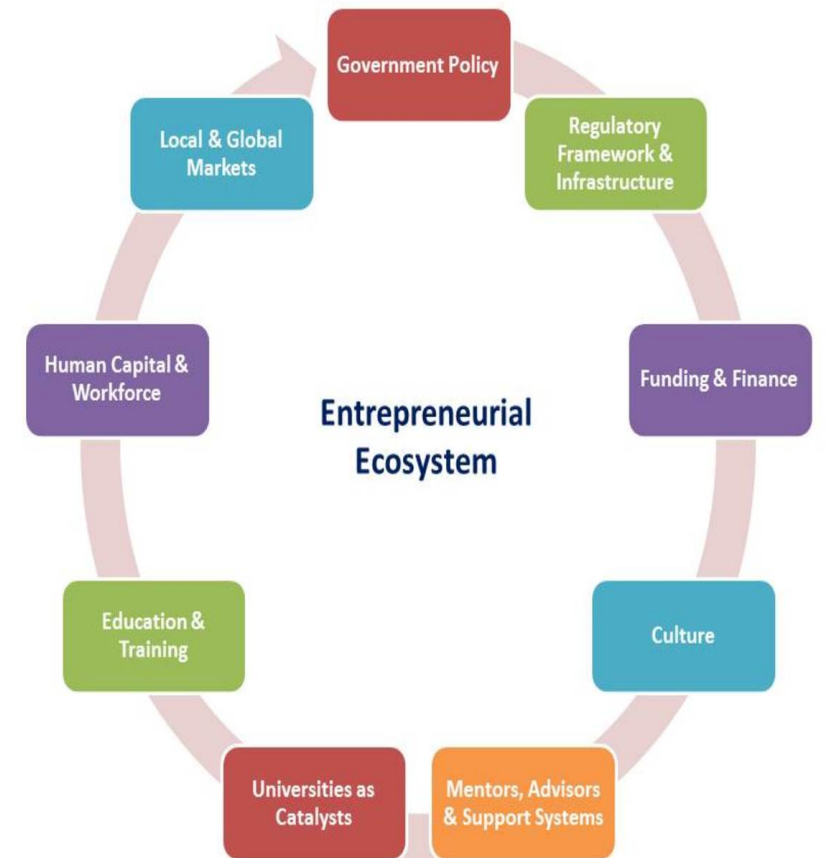 Government Policy
Regulatory
Framework &
Infrastructure
Funding & Finance
Culture
Mentors, Advisors
& Support Systems
Universities as
Catalysts
Education &
Training
Human Capital &
Workforce
Local & Global
Markets
Entrepreneurial
Ecosystem